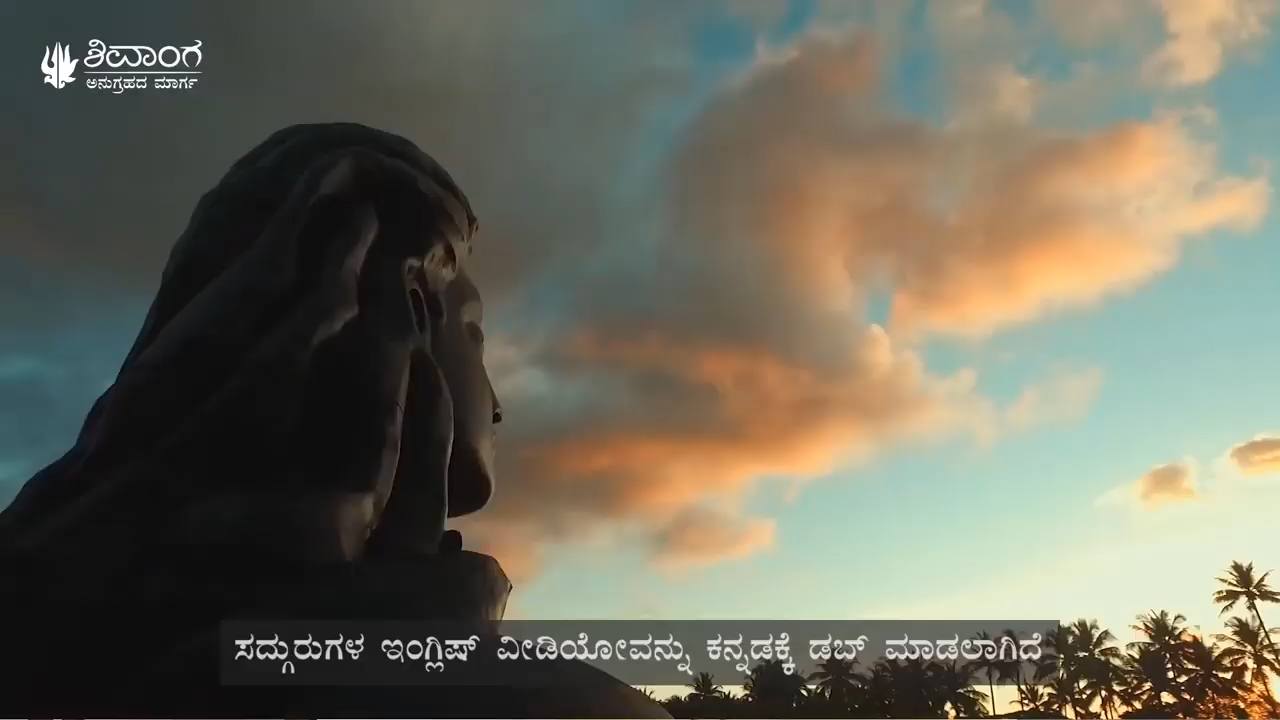 ಶಿವಾಂಗ
ಅನುಗ್ರಹದ ಮಾರ್ಗ
ಸದ್ಗುರುಗಳ ಇಂಗ್ಲಿಷ್ ವೀಡಿಯೋವನ್ನು ಕನ್ನಡಕ್ಕೆ ಡಬ್ ಮಾಡಲಾಗಿದೆ